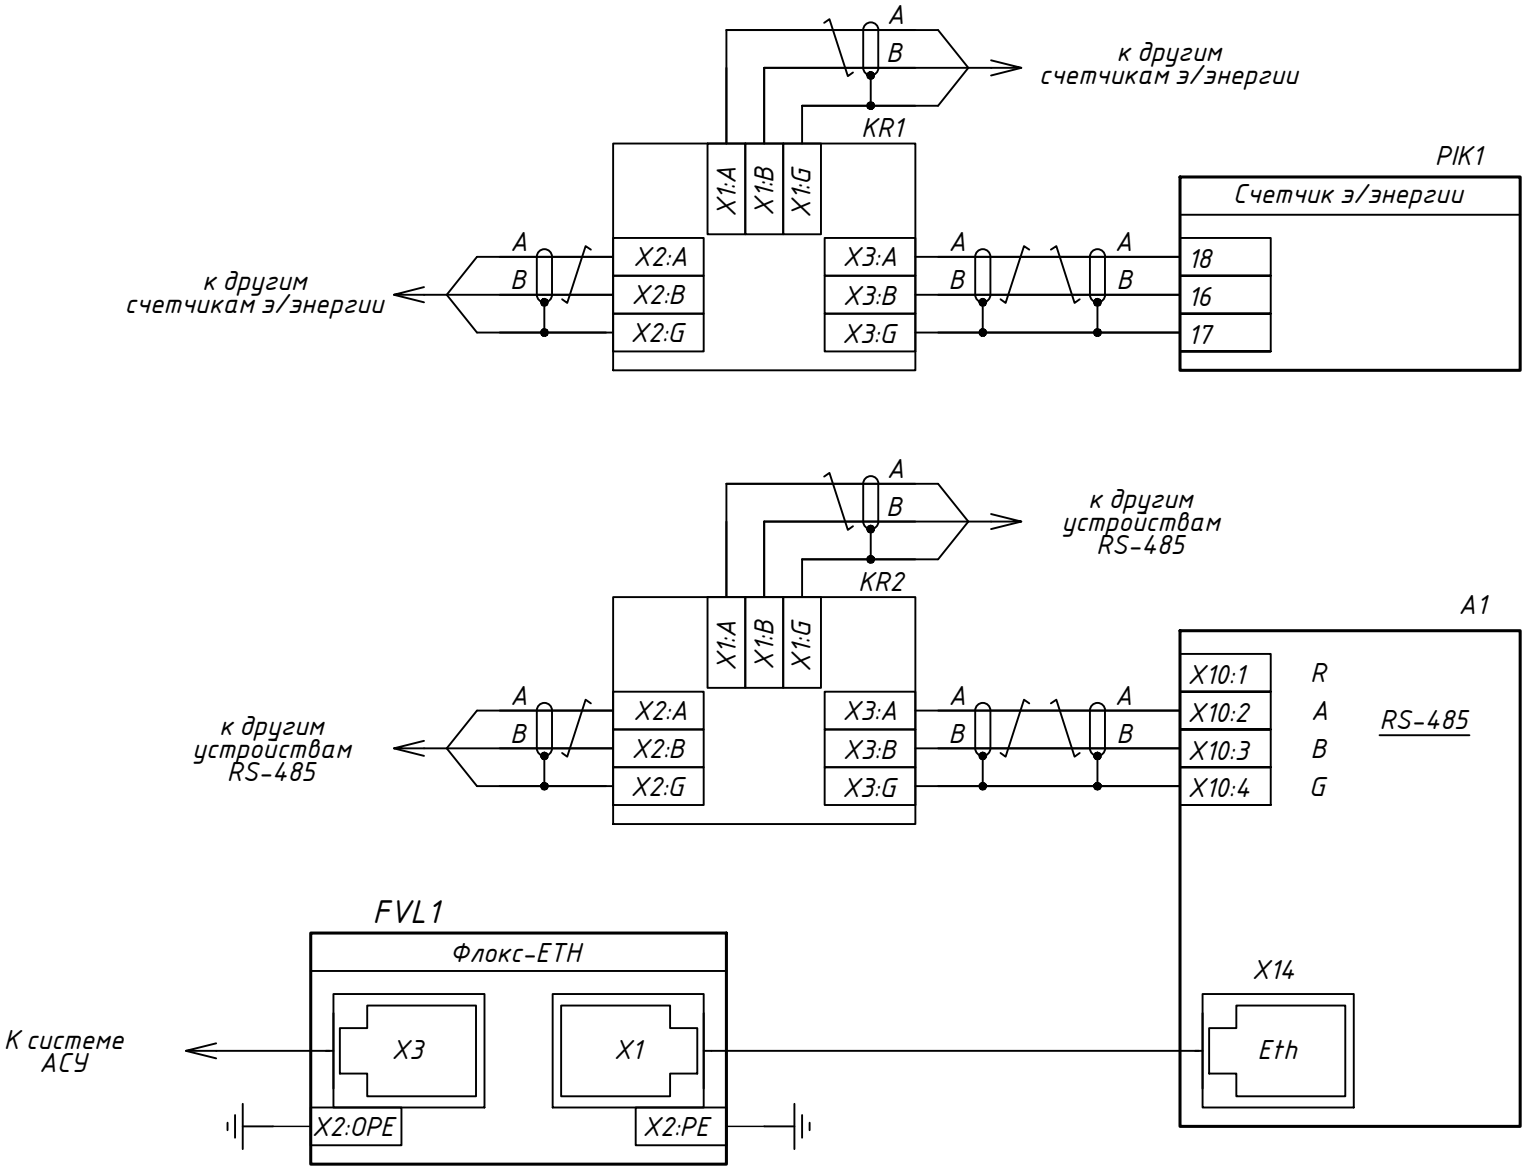 A
B
к другим
счетчикам э/энергии
KR1
X1:A
X1:B
X1:G
PIK1
Счетчик э/энергии
A
B
к другим
счетчикам э/энергии
X2:A
X2:B
X2:G
X3:A
X3:B
X3:G
A
B
A
B
18
16
17
A
B
к другим
устройствам
RS-485
KR2
X1:A
X1:B
X1:G
A1
A
B
к другим
устройствам
RS-485
X2:A
X2:B
X2:G
X3:A
X3:B
X3:G
A
B
A
B
X10:1 R
X10:2 A
X10:3 B
X10:4 G
RS-485
FVL1
Флокс-ETH
X14
К системе
АСУ
X3
X1
Eth
X2:OPE
X2:PE